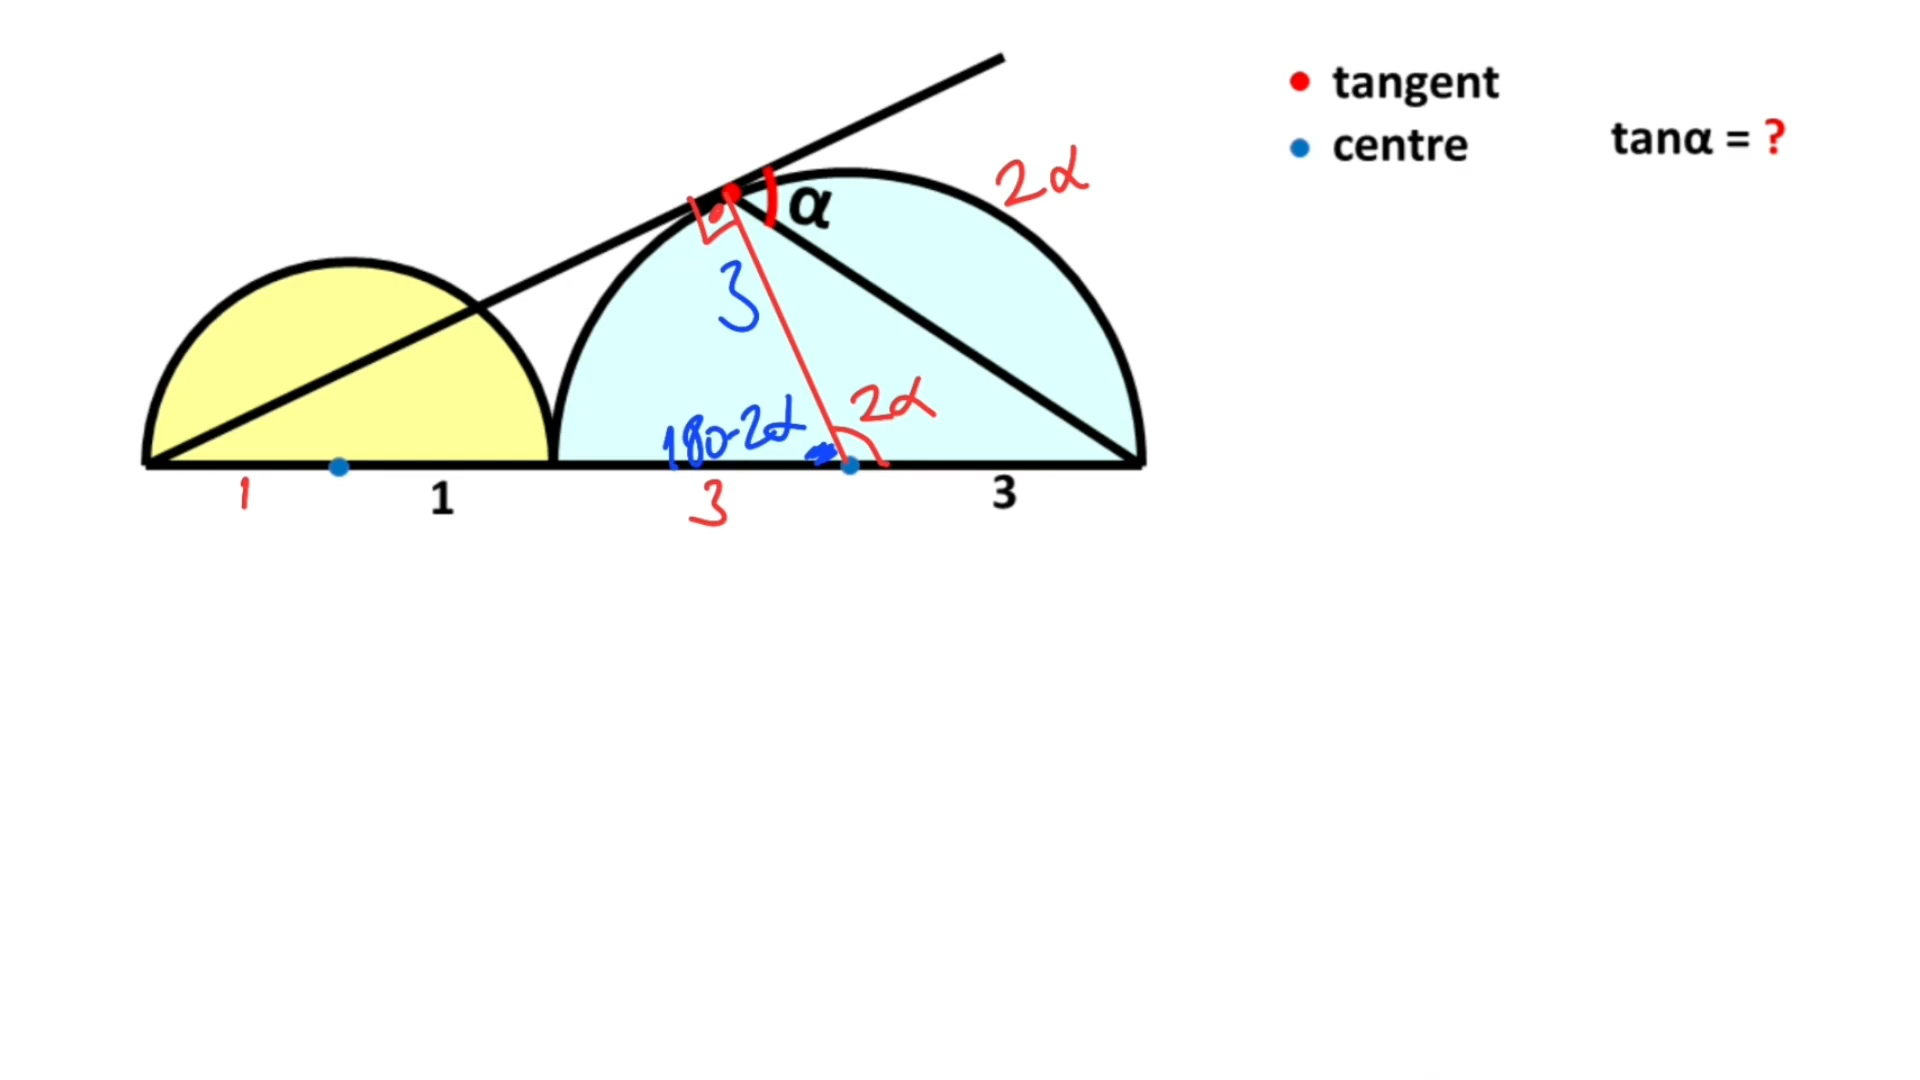 tangent
centre
tanα = ?
2α
α
3
2α
180-2α
1
1
3
3